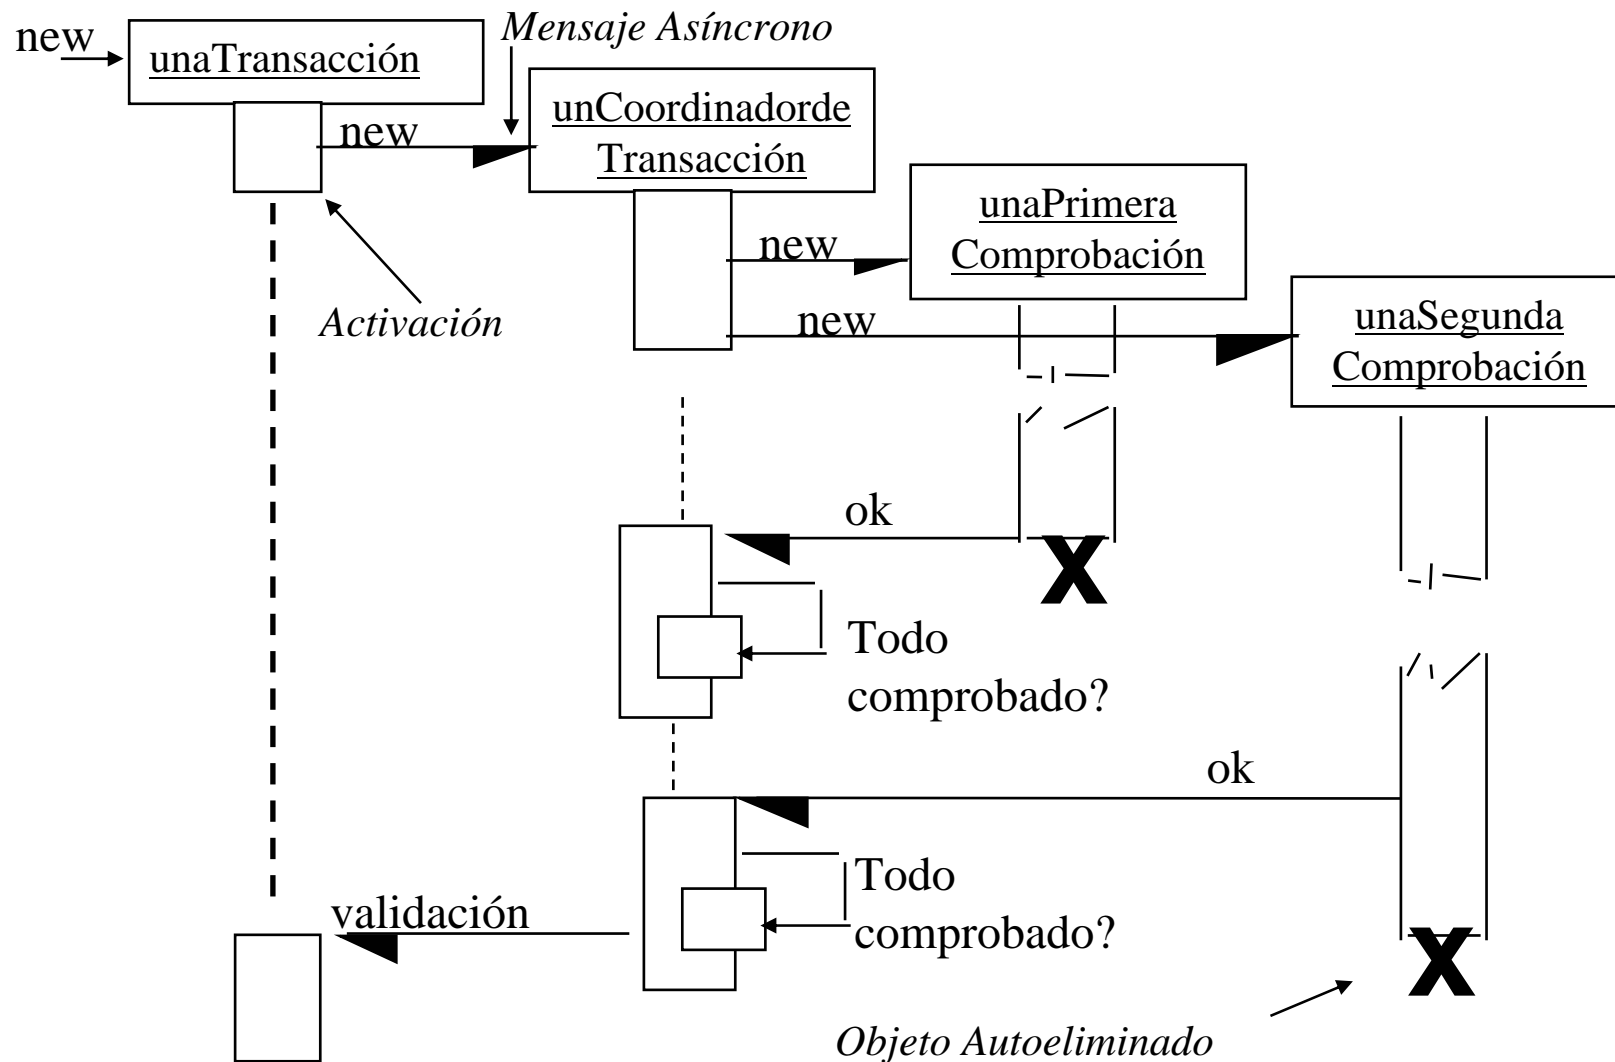 new
unaTransacción
Mensaje Asíncrono
new
unCoordinadorde
Transacción
new
unaPrimera
Comprobación
new
unaSegunda
Comprobación
Activación
ok
X
Todo
comprobado?
ok
Todo
comprobado?
validación
X
Objeto Autoeliminado